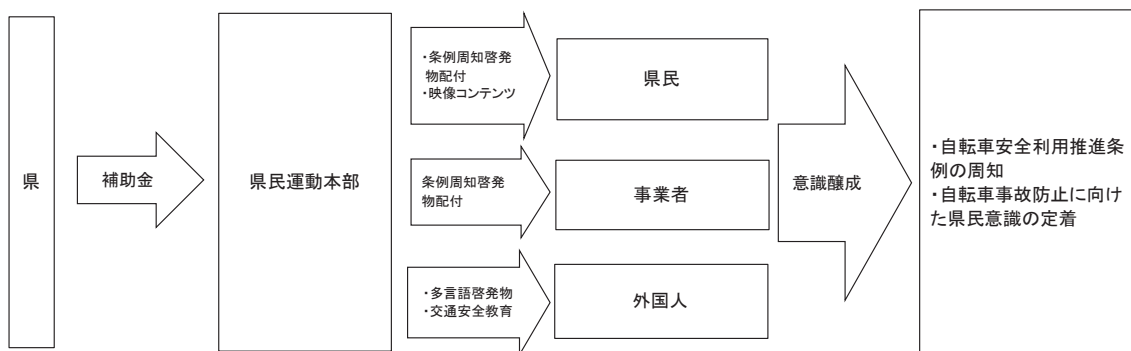 県
補助金
県民運動本部
・条例周知啓発
物配付
・映像コンテンツ
県民
条例周知啓発
物配付
事業者
・多言語啓発物
・交通安全教育
外国人
意識醸成
・自転車安全利用推進条
例の周知
・自転車事故防止に向け
た県民意識の定着